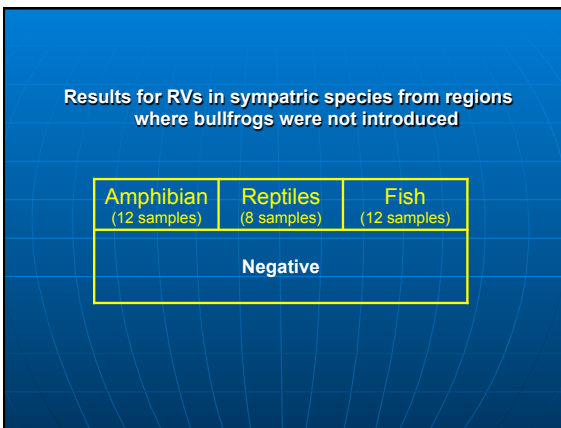 Results for RVs in sympatric species from regions
where bullfrogs were not introduced
Amphibian Reptiles Fish
(12 samples) (8 samples) (12 samples)
Negative